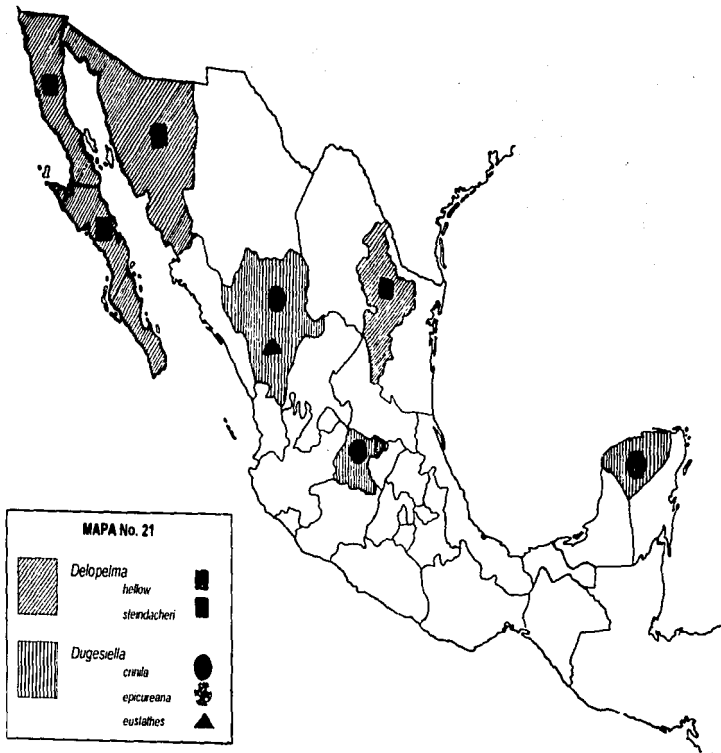 MAPA No. 21
Delopelma
hellow
steindacheri
Dugesiella
crinita
epicureana
eustathes